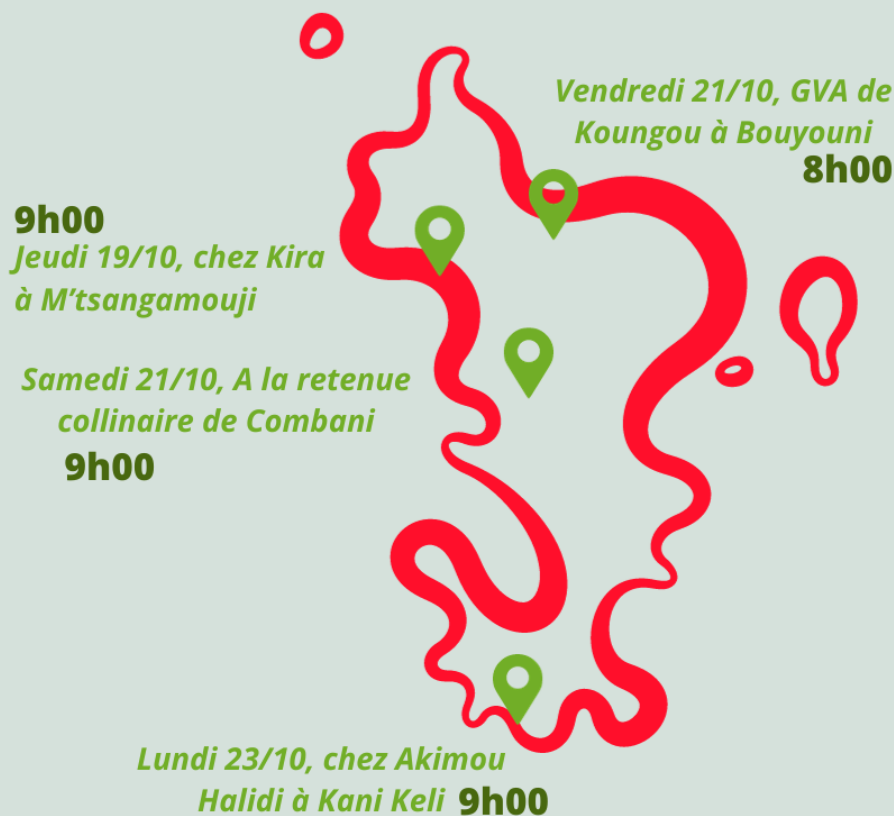 Vendredi 21/10, GVA de
Koungou à Bouyouni
8h00
9h00
Jeudi 19/10, chez Kira
à M'tsangamouji
Samedi 21/10, A la retenue
collinaire de Combani
9h00
Lundi 23/10, chez Akimou
Halidi à Kani Keli 9h00